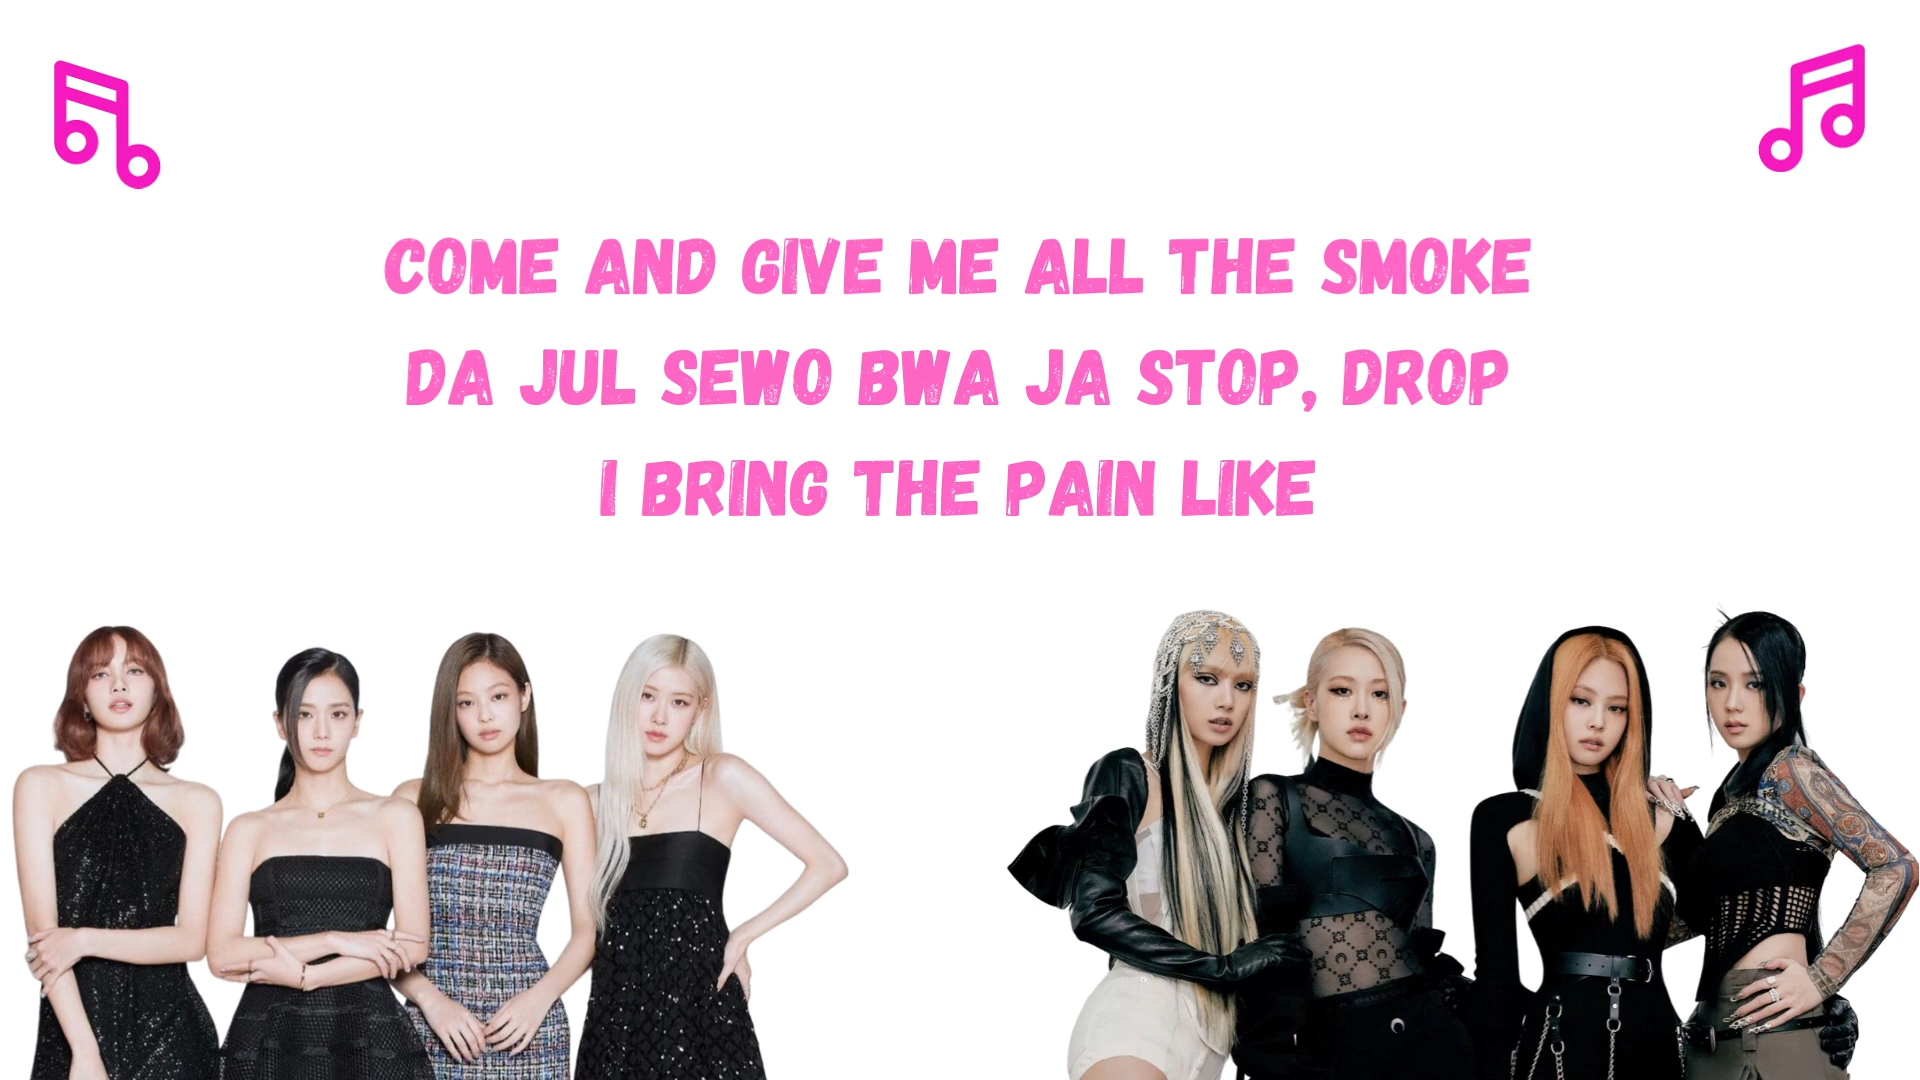 COME AND GIVE ME ALL THE SMOKE
DA JUL SEWO BWA JA STOP, DROP
I BRING THE PAIN LIKE